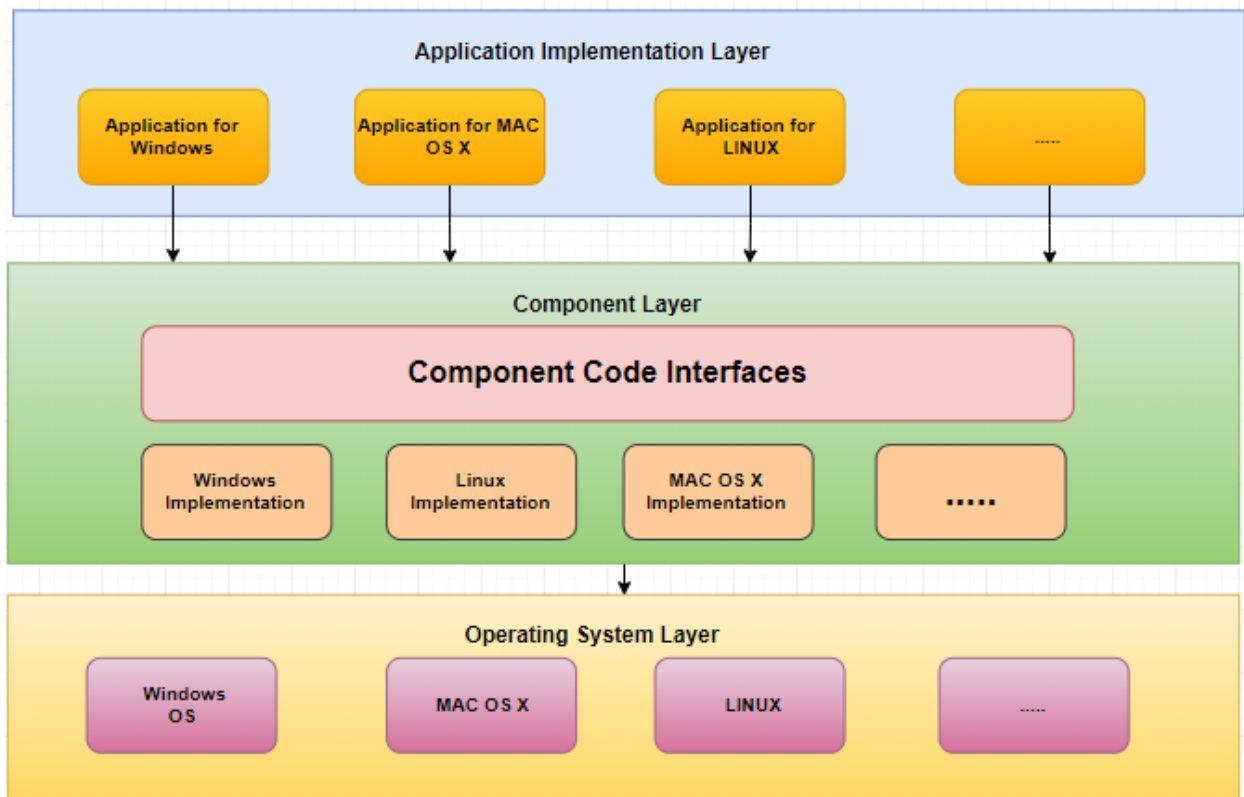 Application Implementation Layer
Application for
Windows
Application for MAC
OS X
Application for
LINUX
.....
Component Layer
Component Code Interfaces
Windows
Implementation
Linux
Implementation
MAC OS X
Implementation
.....
Operating System Layer
Windows
OS
MAC OS X
LINUX
.....